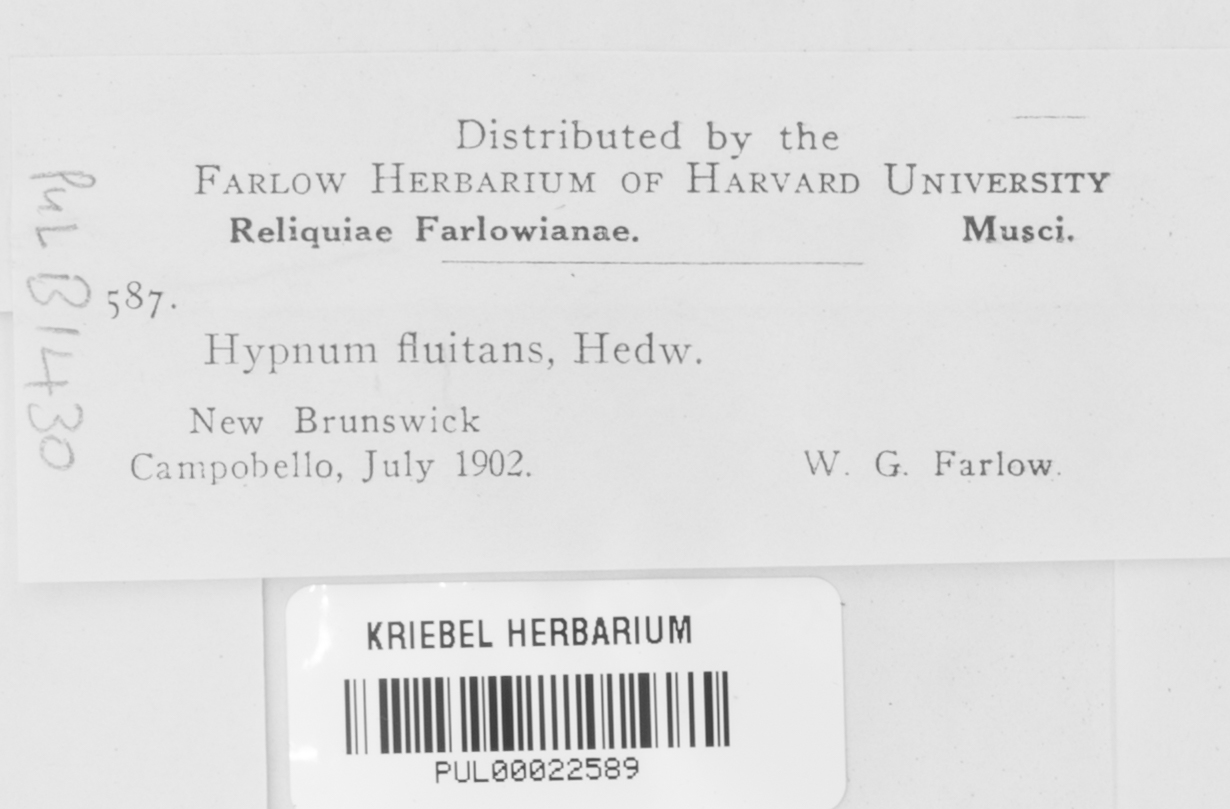 Distributed by the
FARLOW HERBARIUM OF HARVARD UNIVERSITY
Reliquiae Farlowianae. Musci.
587.
Hypnum fluitans, Hedw.
New Brunswick
Campobello, July 1902. W. G. Farlow.
PUL B1430
KRIEBEL HERBARIUM
PUL00022589